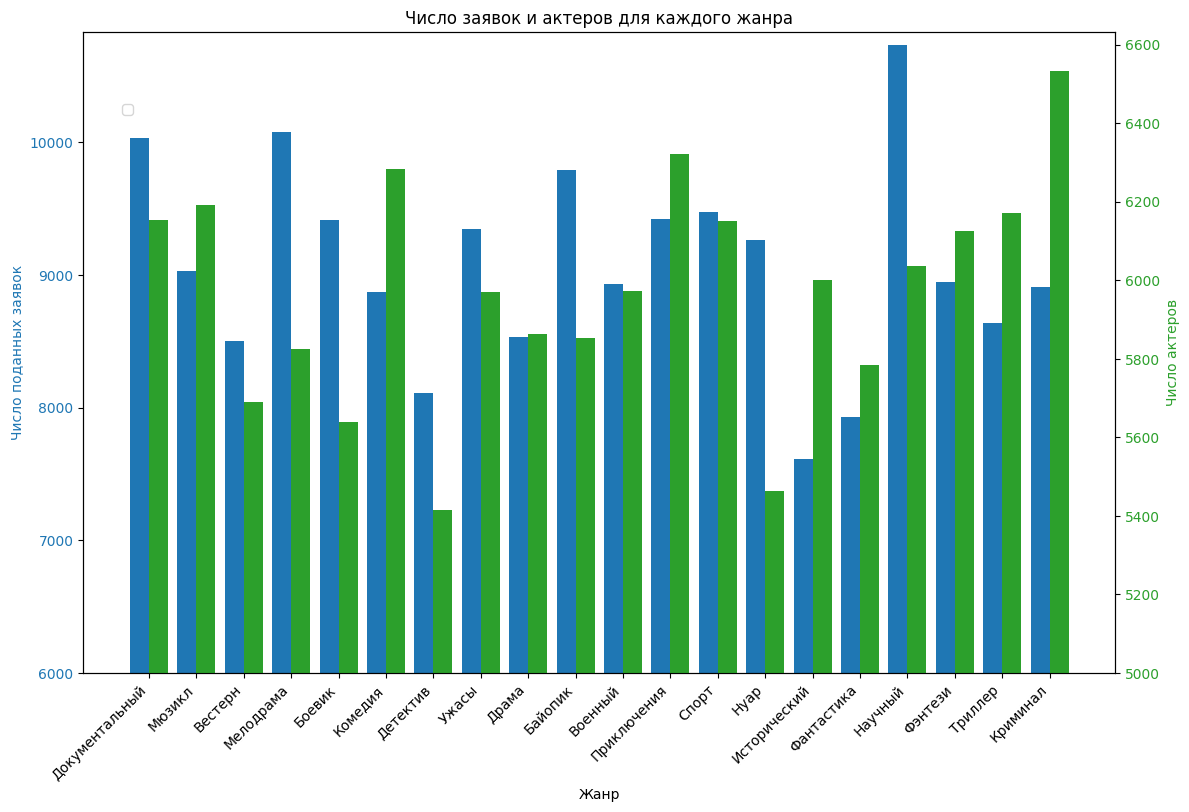 Число заявок и актеров для каждого жанра
Число поданных заявок
10000
9000
8000
7000
6000
6600
6400
6200
6000
5800
5600
5400
5200
5000
Число актеров
Документальный
Мюзикл
Вестерн
Мелодрама
Боевик
Комедия
Детектив
Ужасы
Драма
Байопик
Военный
Приключения
Спорт
Нуар
Исторический
Фантастика
Научный
Фэнтези
Триллер
Криминал
Жанр